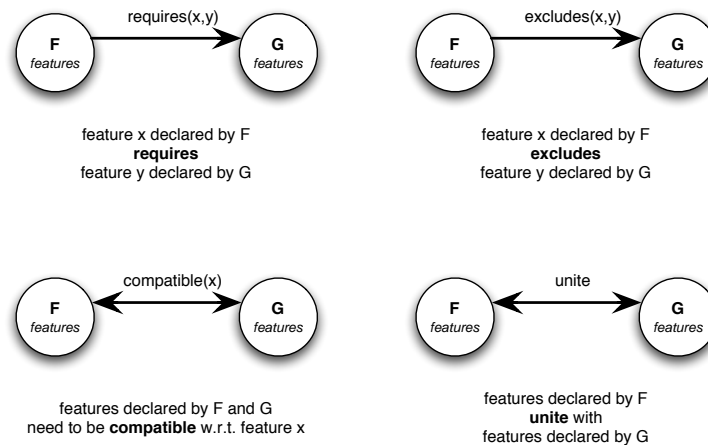 requires(x,y)
F
features
G
features
feature x declared by F
requires
feature y declared by G
excludes(x,y)
F
features
G
features
feature x declared by F
excludes
feature y declared by G
compatible(x)
F
features
G
features
features declared by F and G
need to be compatible w.r.t. feature x
unite
F
features
G
features
features declared by F
unite with
features declared by G